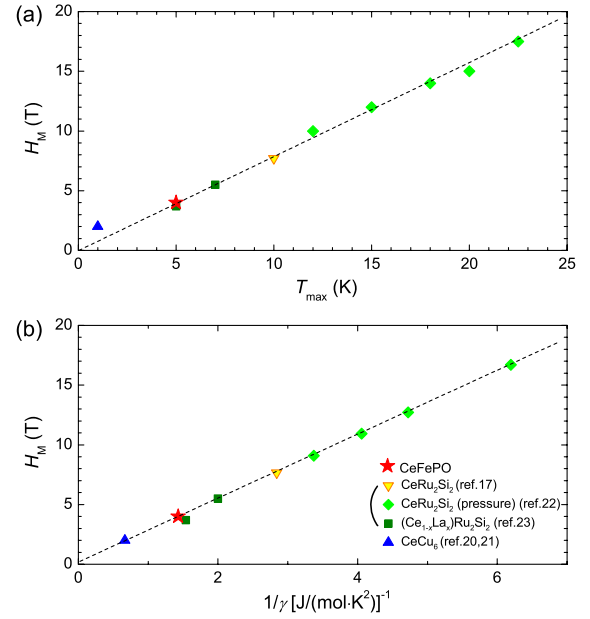 (a)
20
15
10
5
0
H_M (T)
0 5 10 15 20 25
T_max (K)
(b)
20
15
10
5
0
H_M (T)
CeFePO
CeRu₂Si₂ (ref.17)
CeRu₂Si₂ (pressure) (ref.22)
(Ce₁₋ₓLaₓ)Ru₂Si₂ (ref.23)
CeCu₆ (ref.20,21)
0 2 4 6
1/γ [J/(mol·K²)]⁻¹